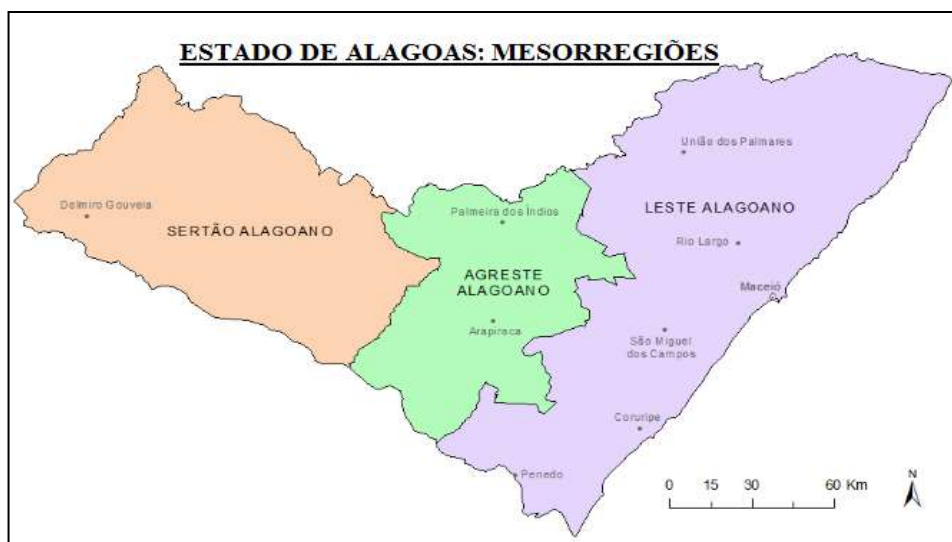 ESTADO DE ALAGOAS: MESORREGIÕES
União dos Palmares
Delmiro Gouveia
Palmeira dos Índios
LESTE ALAGOANO
SERTÃO ALAGOANO
Rio Largo
AGRESTE
ALAGOANO
Maceió
Arapiraca
São Miguel
dos Campos
Coruripe
Penedo
N
0 15 30 60 Km